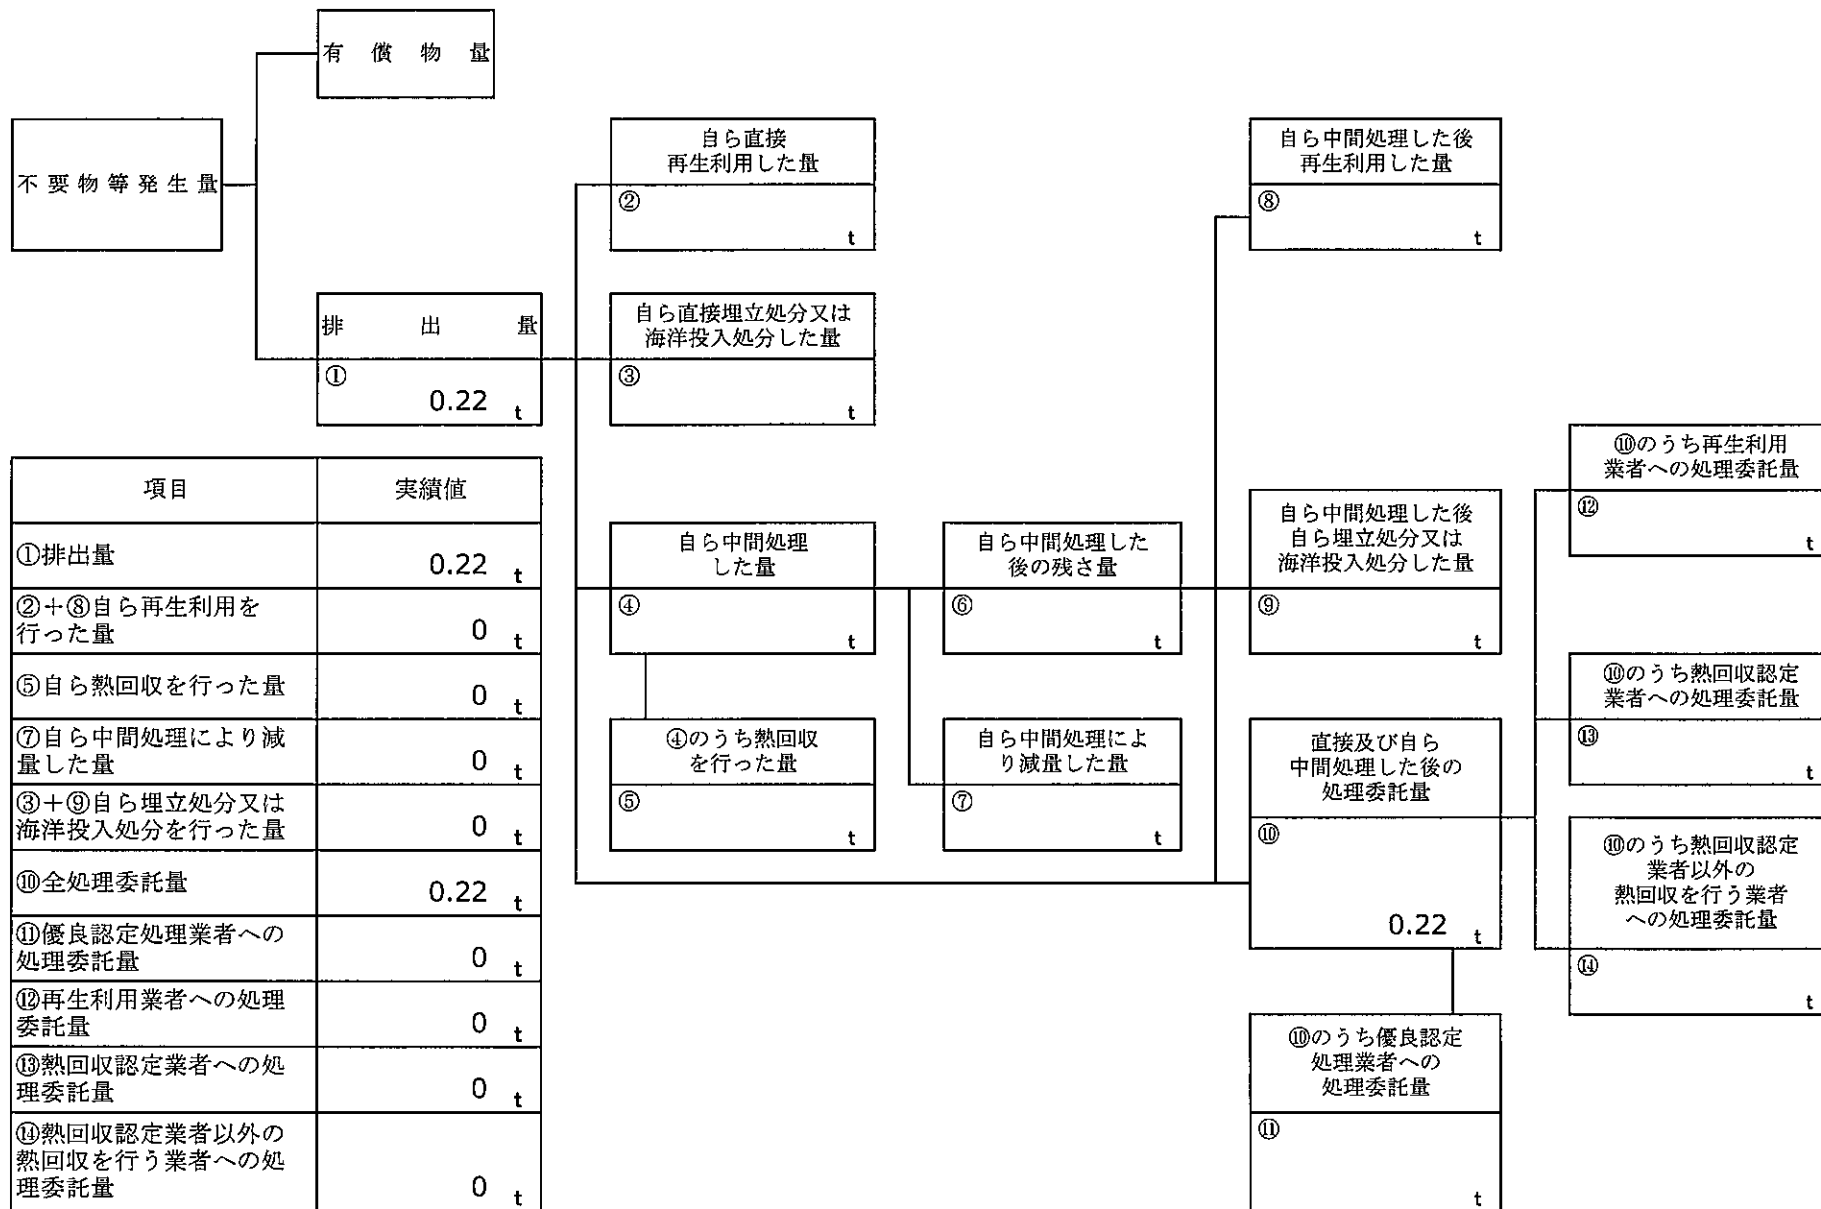 有償物量
不要物等発生量
排出量
①
0.22 t
自ら直接
再生利用した量
②
t
自ら直接埋立処分又は
海洋投入処分した量
③
t
自ら中間処理
した量
④
t
④のうち熱回収
を行った量
⑤
t
自ら中間処理した
後の残さ量
⑥
t
自ら中間処理によ
り減量した量
⑦
t
自ら中間処理した後
再生利用した量
⑧
t
自ら中間処理した後
自ら埋立処分又は
海洋投入処分した量
⑨
t
直接及び自ら
中間処理した後の
処理委託量
⑩
0.22 t
⑩のうち優良認定
処理業者への
処理委託量
⑪
t
⑩のうち再生利用
業者への処理委託量
⑫
t
⑩のうち熱回収認定
業者への処理委託量
⑬
t
⑩のうち熱回収認定
業者以外の
熱回収を行う業者
への処理委託量
⑭
t
項目 実績値
①排出量 0.22 t
②+⑧自ら再生利用を
行った量 0 t
⑤自ら熱回収を行った量 0 t
⑦自ら中間処理により減
量した量 0 t
③+⑨自ら埋立処分又は
海洋投入処分を行った量 0 t
⑩全処理委託量 0.22 t
⑪優良認定処理業者への
処理委託量 0 t
⑫再生利用業者への処理
委託量 0 t
⑬熱回収認定業者への処
理委託量 0 t
⑭熱回収認定業者以外の
熱回収を行う業者への処
理委託量 0 t